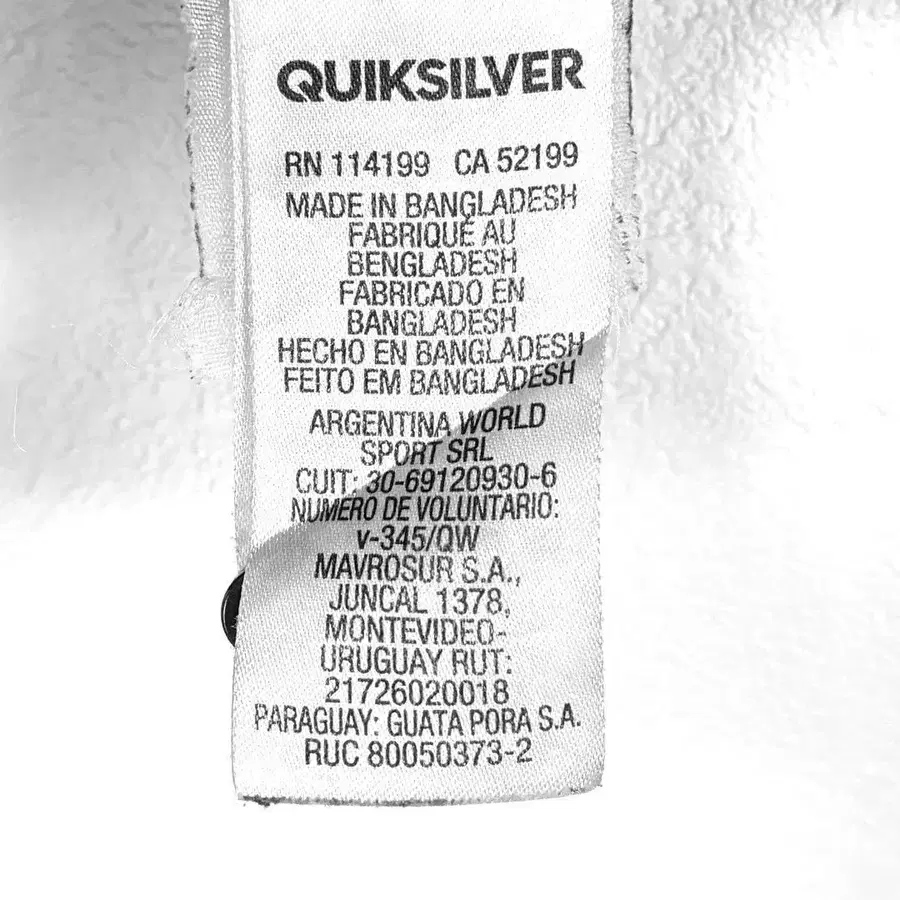 QUIKSILVER
RN 114199 CA 52199
MADE IN BANGLADESH
FABRIQUÉ AU
BENGLADESH
FABRICADO EN
BANGLADESH
HECHO EN BANGLADESH
FEITO EM BANGLADESH
ARGENTINA WORLD
SPORT SRL
CUIT: 30-69120930-6
NUMERO DE VOLUNTARIO:
v-345/QW
MAVROSUR S.A.,
JUNCAL 1378,
MONTEVIDEO-
URUGUAY RUT:
21726020018
PARAGUAY: GUATA PORA S.A.
RUC 80050373-2